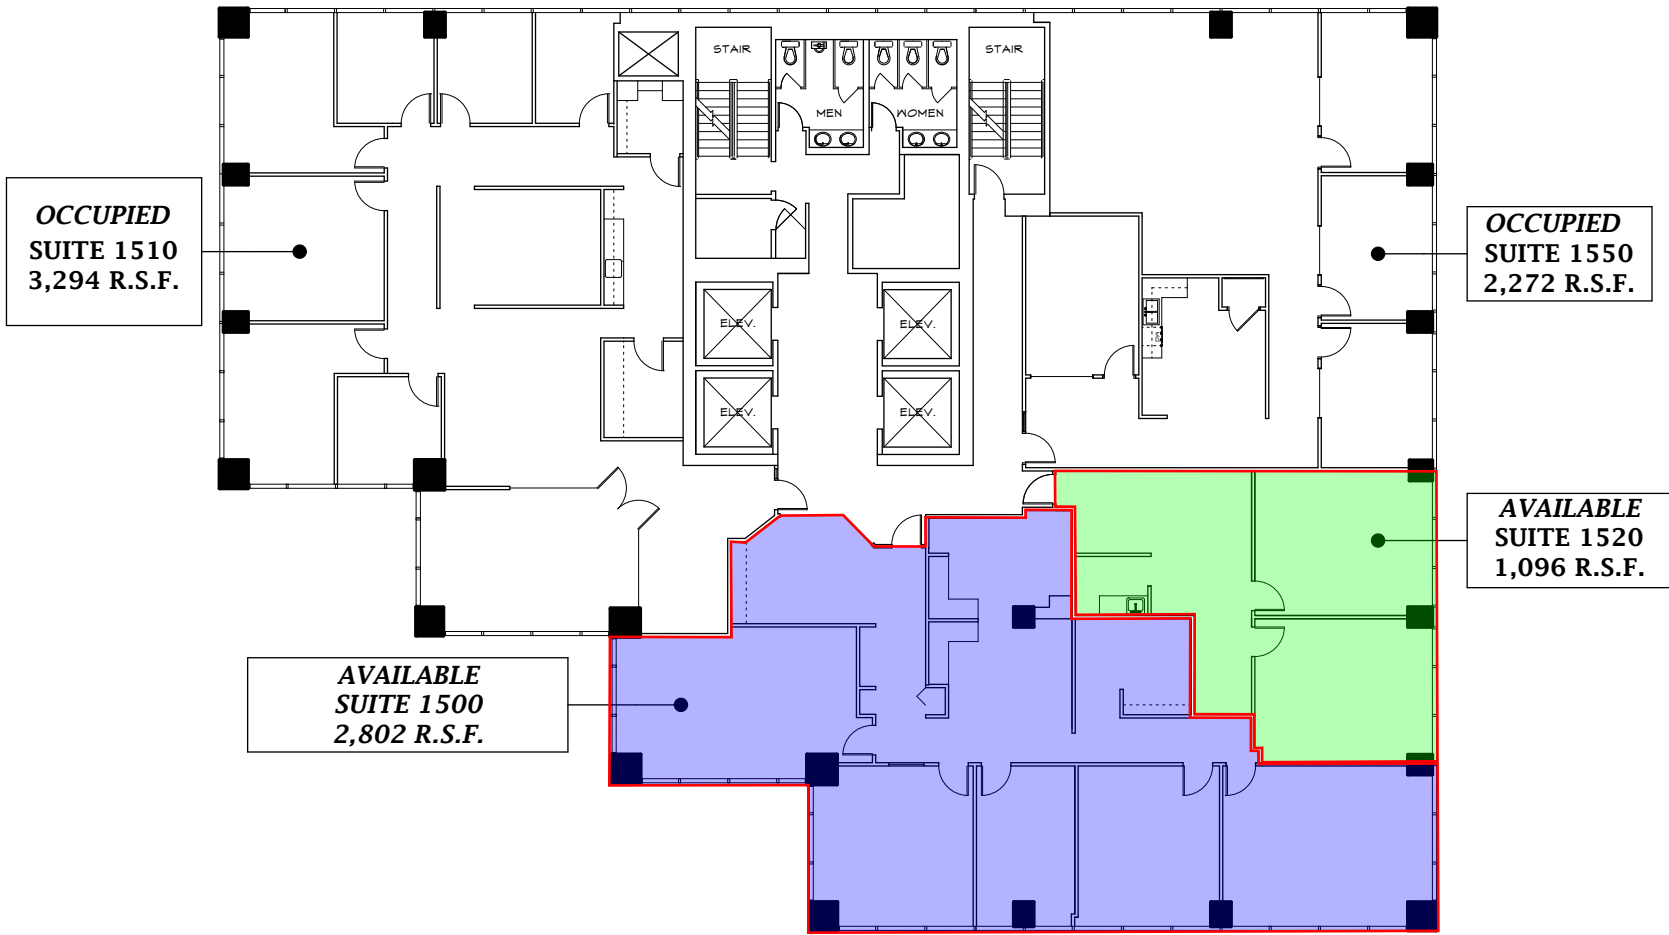 STAIR
STAIR
MEN
WOMEN
OCCUPIED
SUITE 1510
3,294 R.S.F.
OCCUPIED
SUITE 1550
2,272 R.S.F.
ELEV.
ELEV.
ELEV.
ELEV.
AVAILABLE
SUITE 1520
1,096 R.S.F.
AVAILABLE
SUITE 1500
2,802 R.S.F.